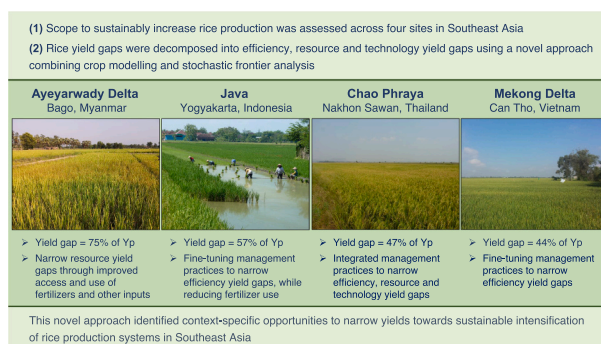 (1) Scope to sustainably increase rice production was assessed across four sites in Southeast Asia
(2) Rice yield gaps were decomposed into efficiency, resource and technology yield gaps using a novel approach
combining crop modelling and stochastic frontier analysis
Ayeyarwady Delta
Bago, Myanmar
➢ Yield gap = 75% of Yp
➢ Narrow resource yield
gaps through improved
access and use of
fertilizers and other inputs
Java
Yogyakarta, Indonesia
➢ Yield gap = 57% of Yp
➢ Fine-tuning management
practices to narrow
efficiency yield gaps, while
reducing fertilizer use
Chao Phraya
Nakhon Sawan, Thailand
➢ Yield gap = 47% of Yp
➢ Integrated management
practices to narrow
efficiency, resource and
technology yield gaps
Mekong Delta
Can Tho, Vietnam
➢ Yield gap = 44% of Yp
➢ Fine-tuning management
practices to narrow
efficiency yield gaps
This novel approach identified context-specific opportunities to narrow yields towards sustainable intensification
of rice production systems in Southeast Asia